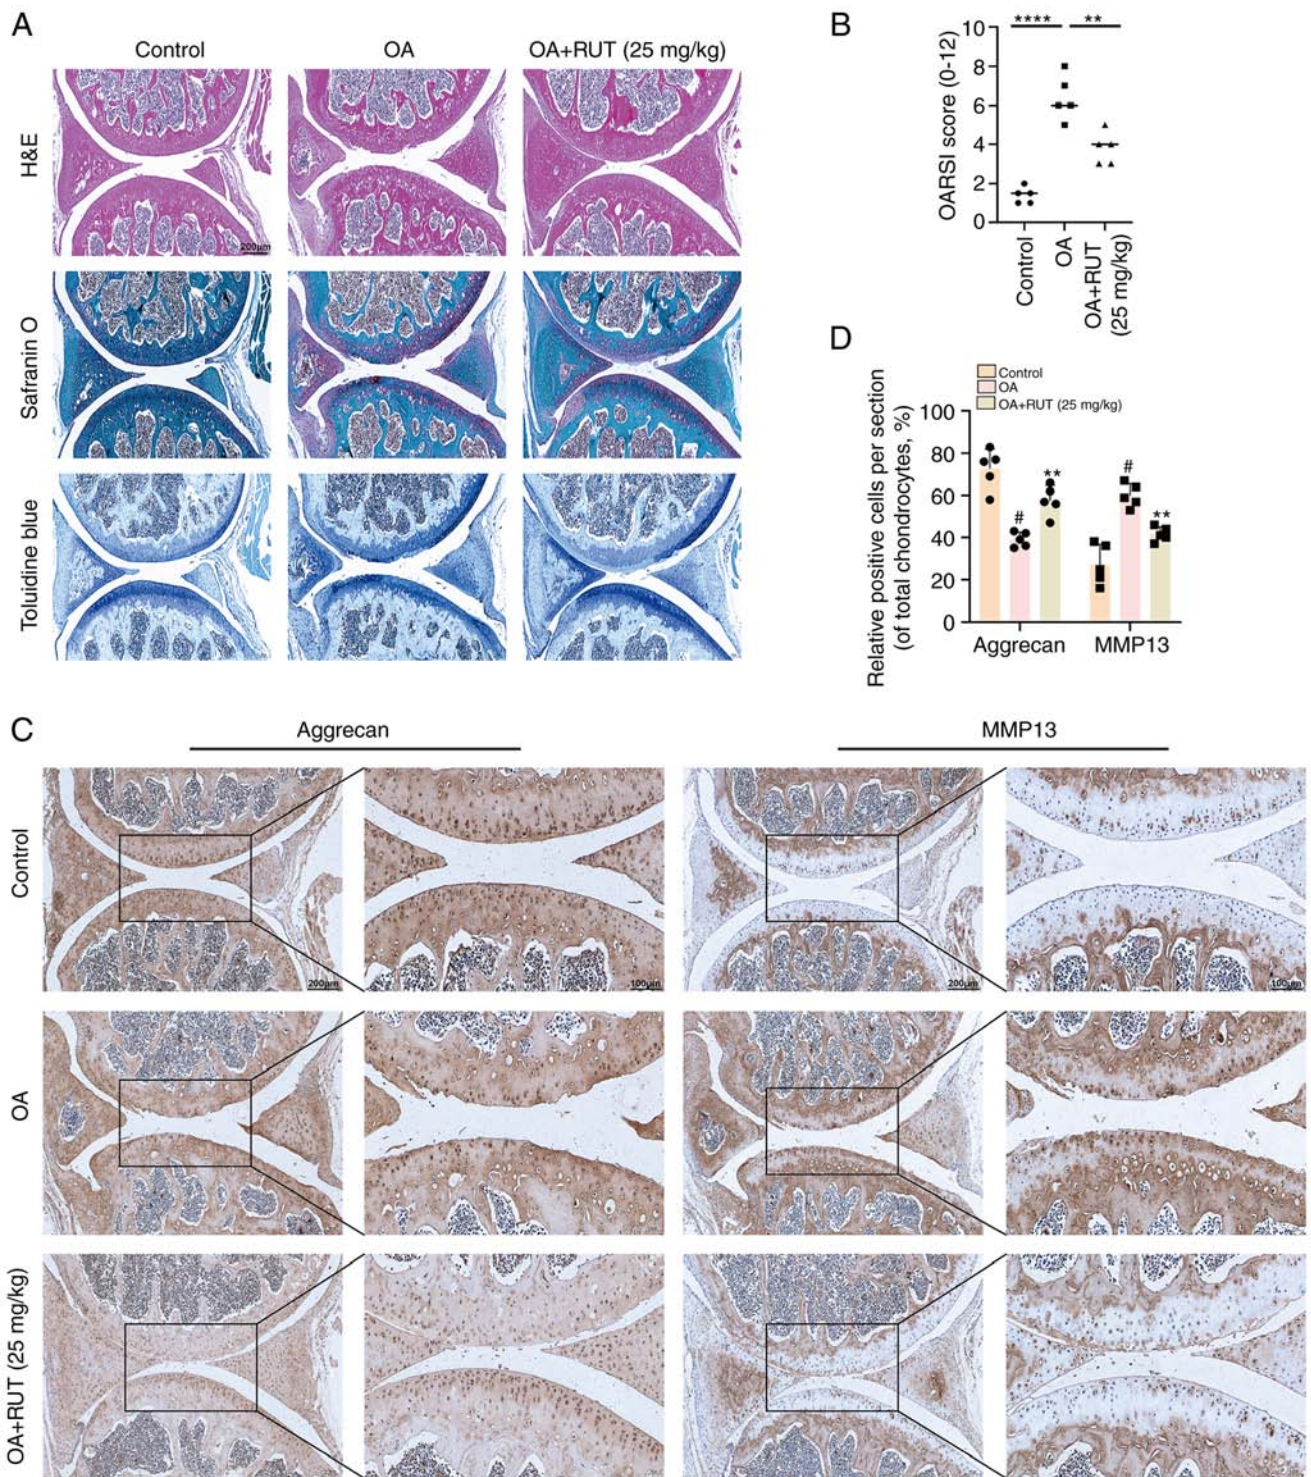 A
Control
OA
OA+RUT (25 mg/kg)
H&E
200µm
Safranin O
Toluidine blue
B
****
**
OARSI score (0-12)
10
8
6
4
2
0
Control
OA
OA+RUT
(25 mg/kg)
D
Control
OA
OA+RUT (25 mg/kg)
Relative positive cells per section
(of total chondrocytes, %)
100
80
60
40
20
0
#
**
#
**
Aggrecan
MMP13
C
Aggrecan
MMP13
Control
200µm
100µm
200µm
100µm
OA
OA+RUT (25 mg/kg)